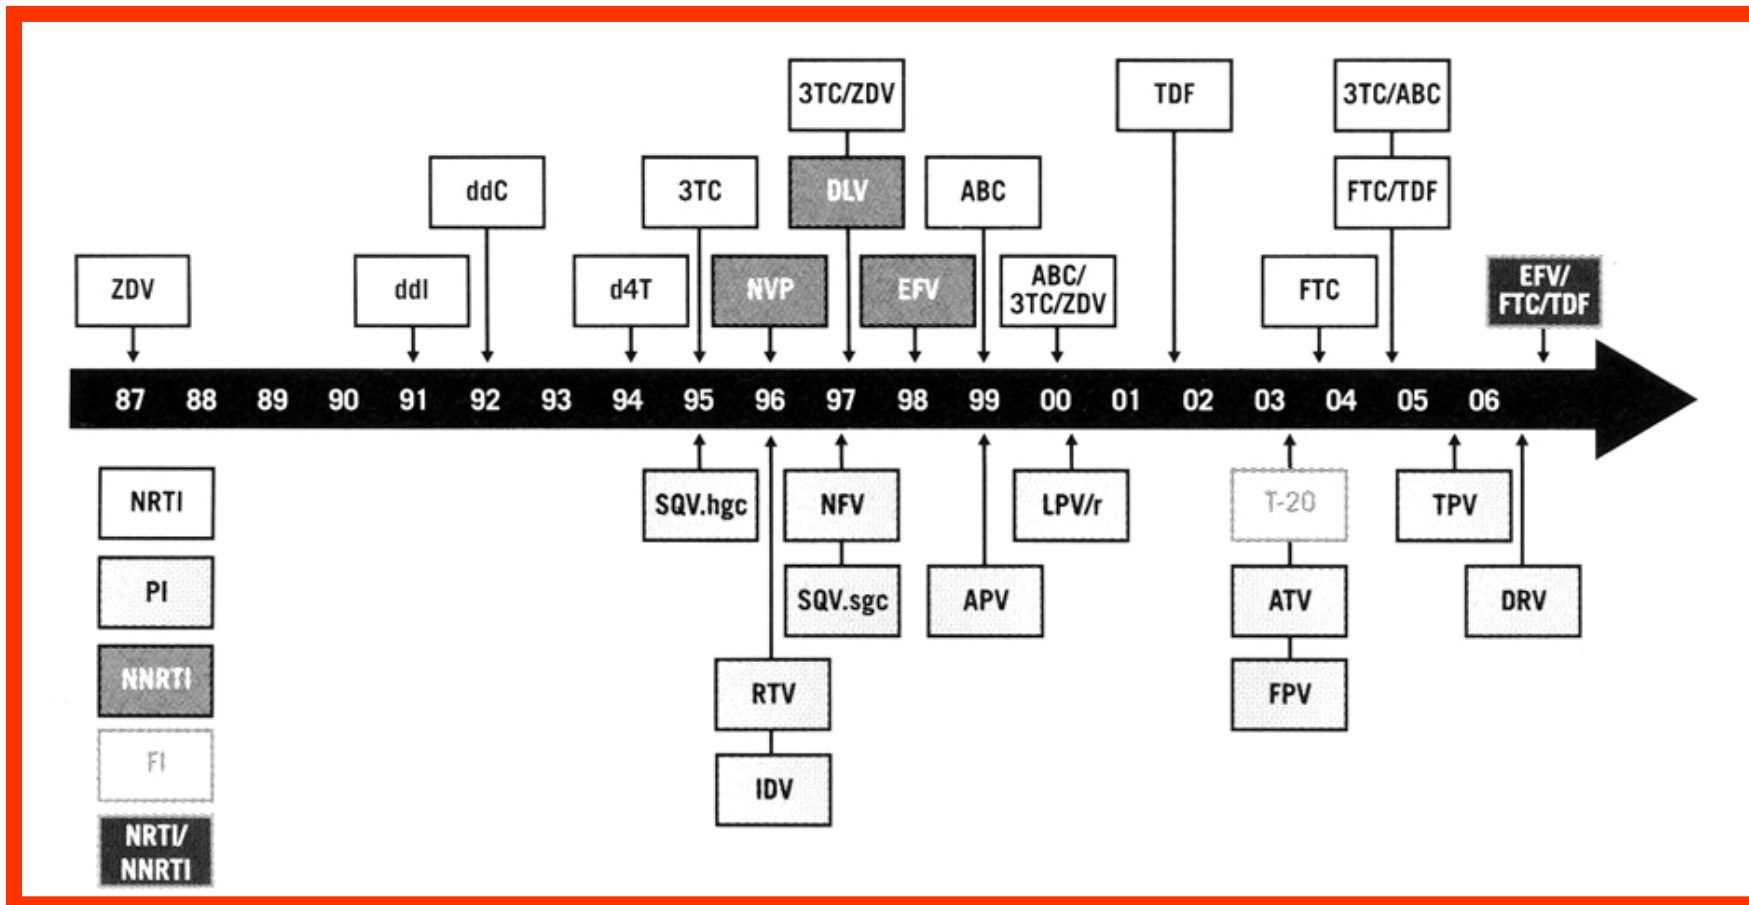 3TC/ZDV
TDF
3TC/ABC
ddC
3TC
DLV
ABC
FTC/TDF
ZDV
ddI
d4T
NVP
EFV
ABC/
3TC/ZDV
FTC
EFV/
FTC/TDF
87 88 89 90 91 92 93 94 95 96 97 98 99 00 01 02 03 04 05 06
NRTI
SQV.hgc
NFV
LPV/r
T-20
TPV
PI
SQV.sgc
APV
ATV
DRV
NNRTI
RTV
FPV
FI
IDV
NRTI/
NNRTI